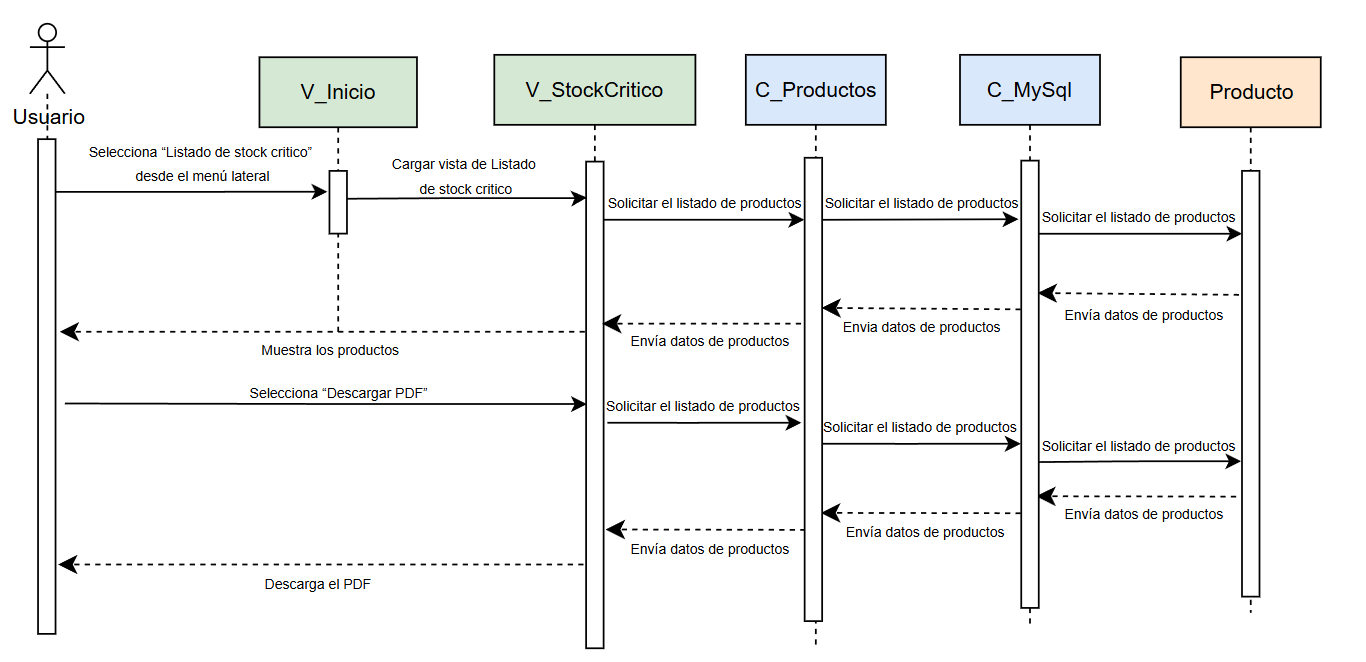 Usuario
V_Inicio
V_StockCritico
C_Productos
C_MySql
Producto
Selecciona “Listado de stock critico”
desde el menú lateral
Cargar vista de Listado
de stock critico
Solicitar el listado de productos
Solicitar el listado de productos
Solicitar el listado de productos
Envía datos de productos
Envia datos de productos
Envía datos de productos
Muestra los productos
Selecciona “Descargar PDF”
Solicitar el listado de productos
Solicitar el listado de productos
Solicitar el listado de productos
Envía datos de productos
Envía datos de productos
Envía datos de productos
Descarga el PDF